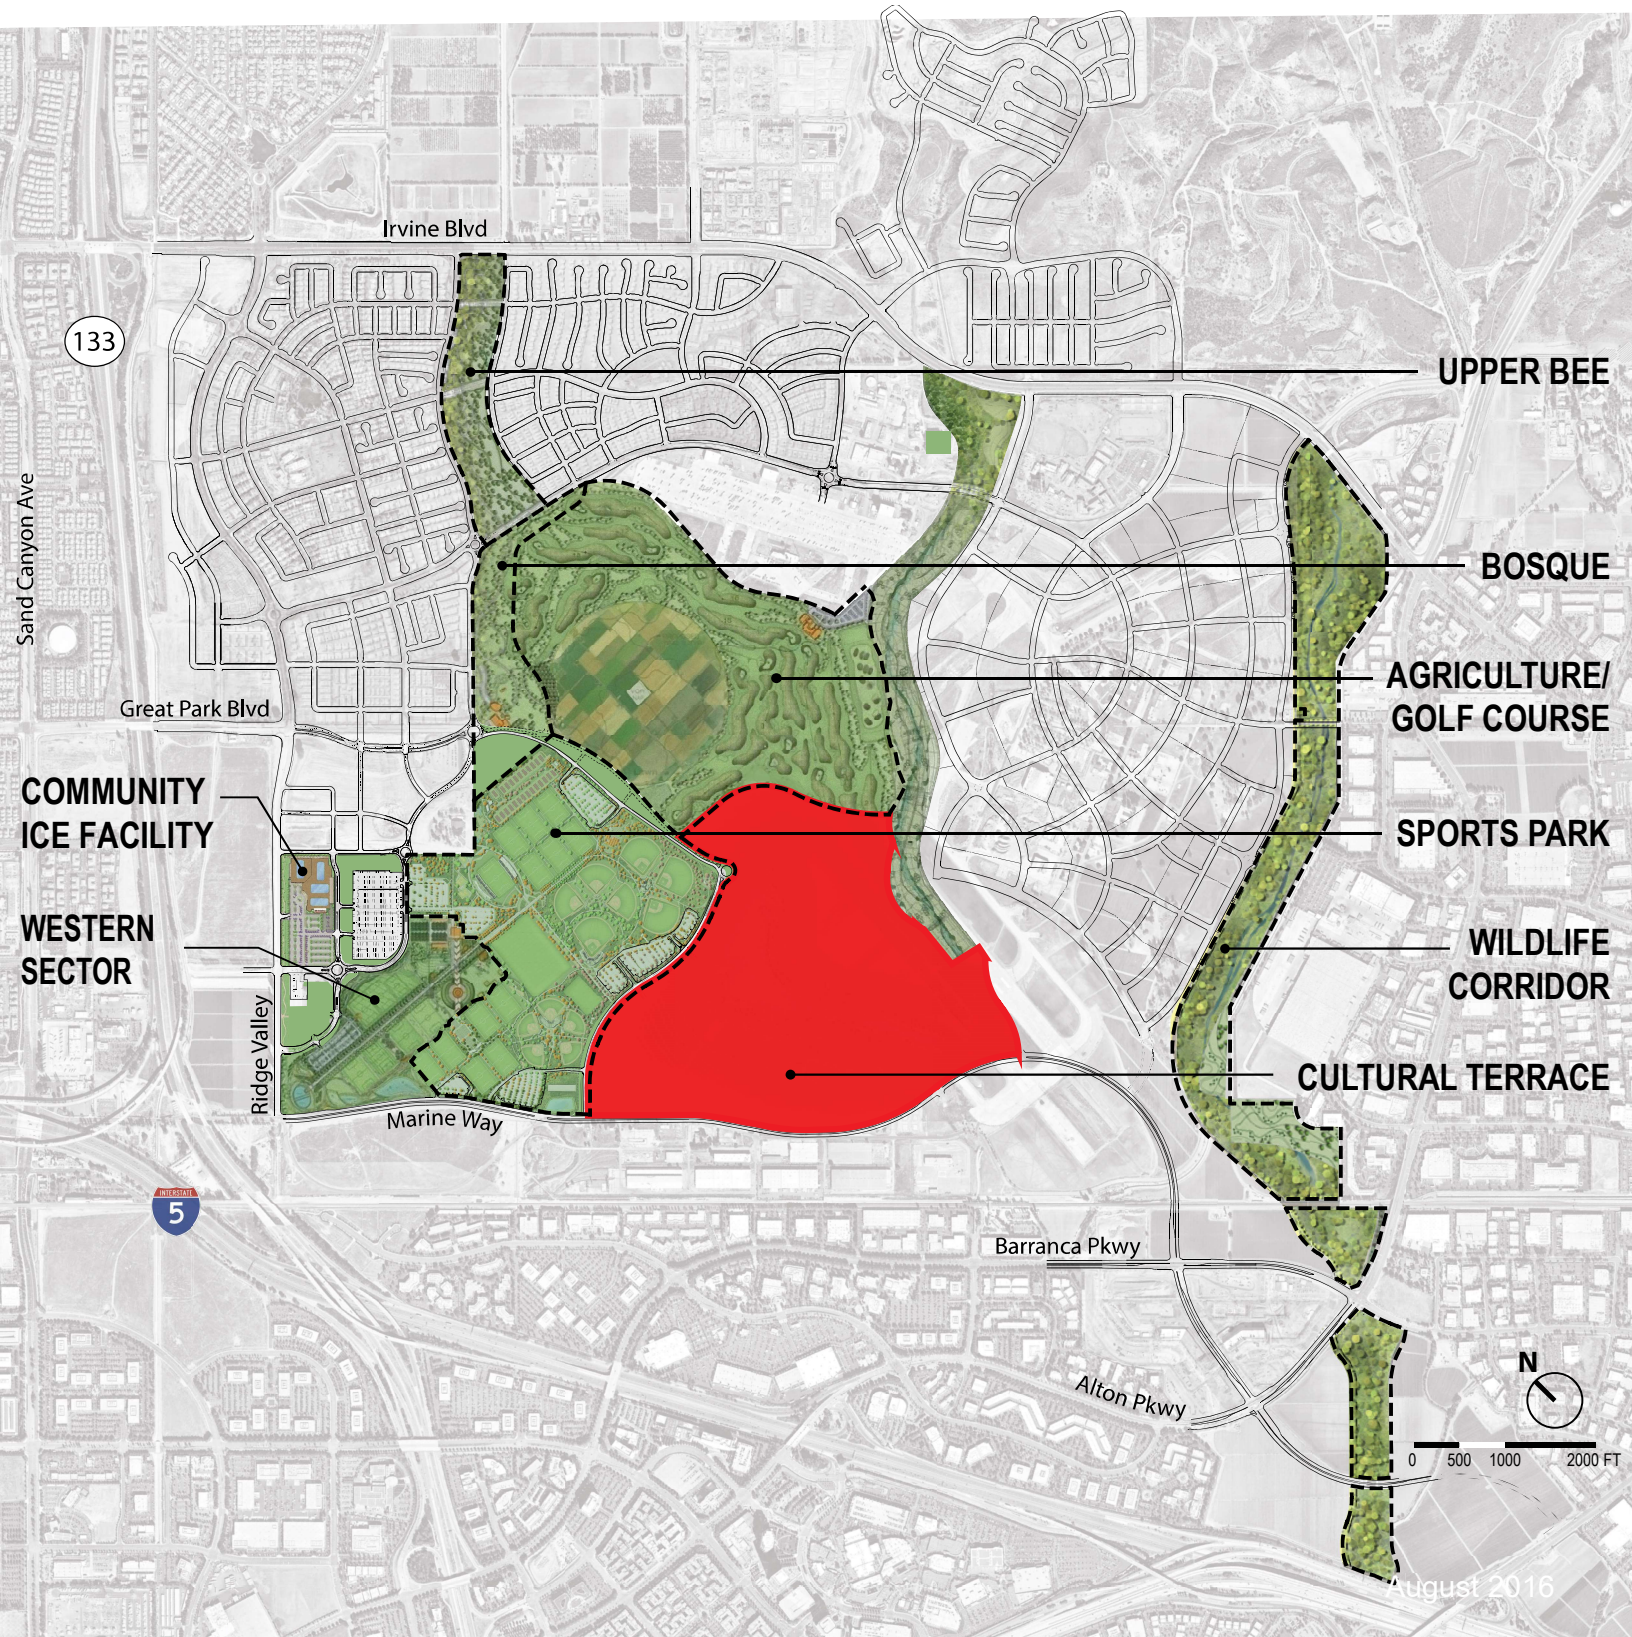 Irvine Blvd
133
UPPER BEE
Sand Canyon Ave
BOSQUE
AGRICULTURE/
GOLF COURSE
Great Park Blvd
COMMUNITY
ICE FACILITY
SPORTS PARK
WESTERN
SECTOR
WILDLIFE
CORRIDOR
Ridge Valley
CULTURAL TERRACE
Marine Way
INTERSTATE
5
Barranca Pkwy
N
Alton Pkwy
0 500 1000 2000 FT
August 2016